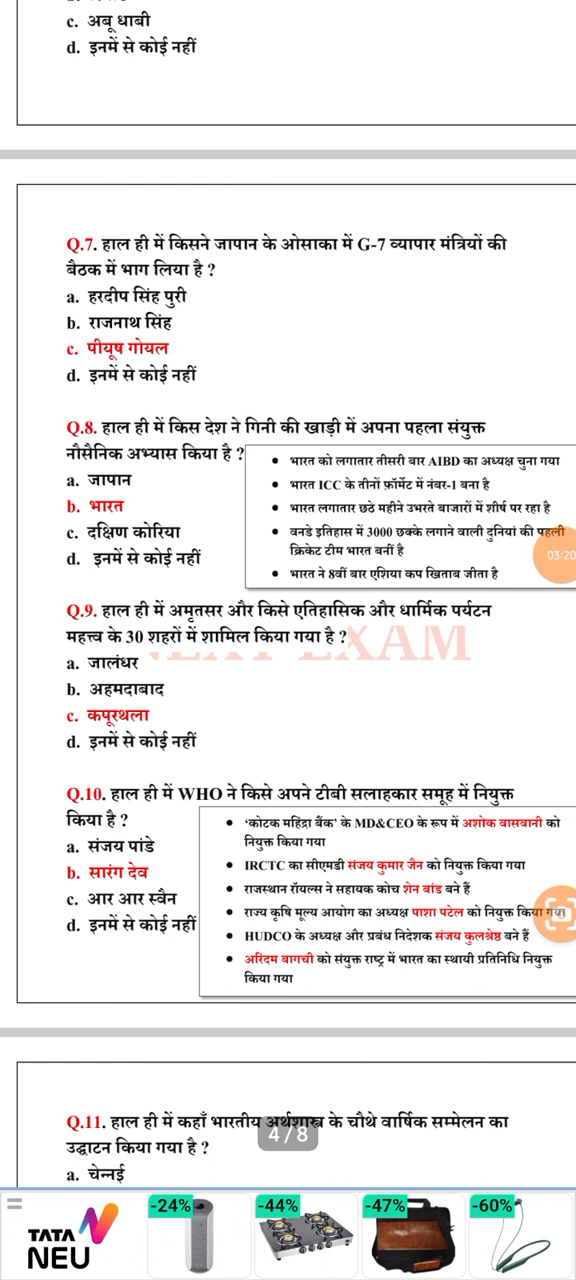 c. अबू धाबी
d. इनमें से कोई नहीं
Q.7. हाल ही में किसने जापान के ओसाका में G-7 व्यापार मंत्रियों की
बैठक में भाग लिया है ?
a. हरदीप सिंह पुरी
b. राजनाथ सिंह
c. पीयूष गोयल
d. इनमें से कोई नहीं
Q.8. हाल ही में किस देश ने गिनी की खाड़ी में अपना पहला संयुक्त
नौसैनिक अभ्यास किया है ?
a. जापान
b. भारत
c. दक्षिण कोरिया
d. इनमें से कोई नहीं
• भारत को लगातार तीसरी बार AIBD का अध्यक्ष चुना गया
• भारत ICC के तीनों फ़ॉर्मेट में नंबर-1 बना है
• भारत लगातार छठे महीने उभरते बाजारों में शीर्ष पर रहा है
• वनडे इतिहास में 3000 छक्के लगाने वाली दुनियां की पहली
क्रिकेट टीम भारत बनीं है
• भारत ने 8वीं बार एशिया कप खिताब जीता है
03:20
Q.9. हाल ही में अमृतसर और किसे एतिहासिक और धार्मिक पर्यटन
महत्त्व के 30 शहरों में शामिल किया गया है ?
a. जालंधर
b. अहमदाबाद
c. कपूरथला
d. इनमें से कोई नहीं
NEXT EXAM
Q.10. हाल ही में WHO ने किसे अपने टीबी सलाहकार समूह में नियुक्त
किया है ?
a. संजय पांडे
b. सारंग देव
c. आर आर स्वैन
d. इनमें से कोई नहीं
• 'कोटक महिंद्रा बैंक' के MD&CEO के रूप में अशोक वासवानी को
नियुक्त किया गया
• IRCTC का सीएमडी संजय कुमार जैन को नियुक्त किया गया
• राजस्थान रॉयल्स ने सहायक कोच शेन बांड बने हैं
• राज्य कृषि मूल्य आयोग का अध्यक्ष पाशा पटेल को नियुक्त किया गया
• HUDCO के अध्यक्ष और प्रबंध निदेशक संजय कुलश्रेष्ठ बने हैं
• अरिंदम बागची को संयुक्त राष्ट्र में भारत का स्थायी प्रतिनिधि नियुक्त
किया गया
Q.11. हाल ही में कहाँ भारतीय अर्थशास्त्र के चौथे वार्षिक सम्मेलन का
उद्घाटन किया गया है ?
4/8
a. चेन्नई
TATA
NEU
-24%
-44%
-47%
-60%